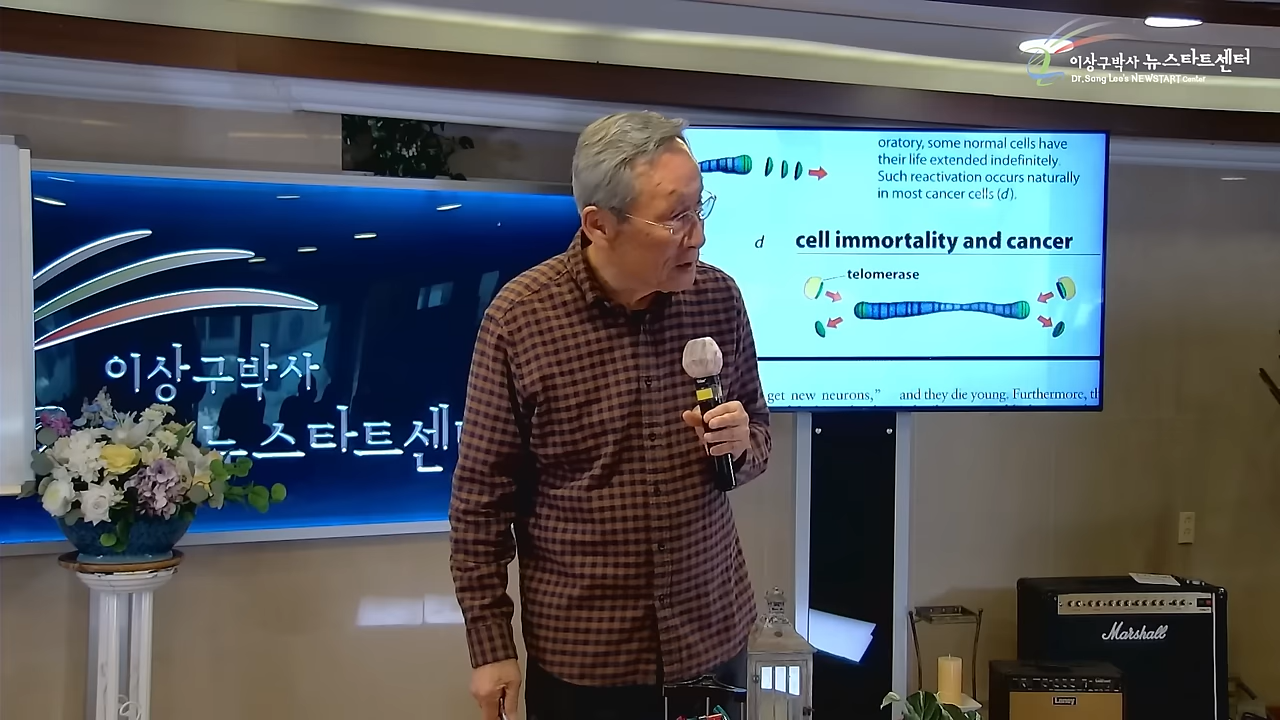 이상구박사 뉴스타트센터
Dr. Sang Lee's NEWSTART Center
oratory, some normal cells have
their life extended indefinitely.
Such reactivation occurs naturally
in most cancer cells (d).
d cell immortality and cancer
telomerase
get new neurons,” and they die young. Furthermore, t
이상구박사
뉴스타트센
Marshall
Laney